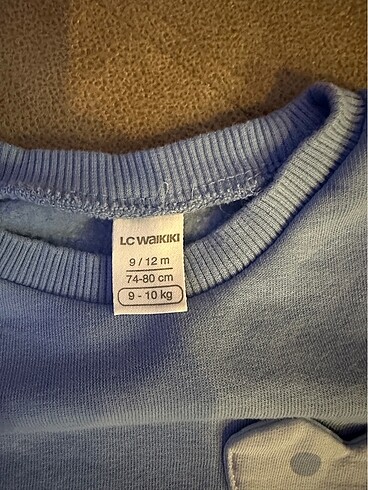 LC WAIKIKI
9 / 12 m
74-80 cm
9 - 10 kg